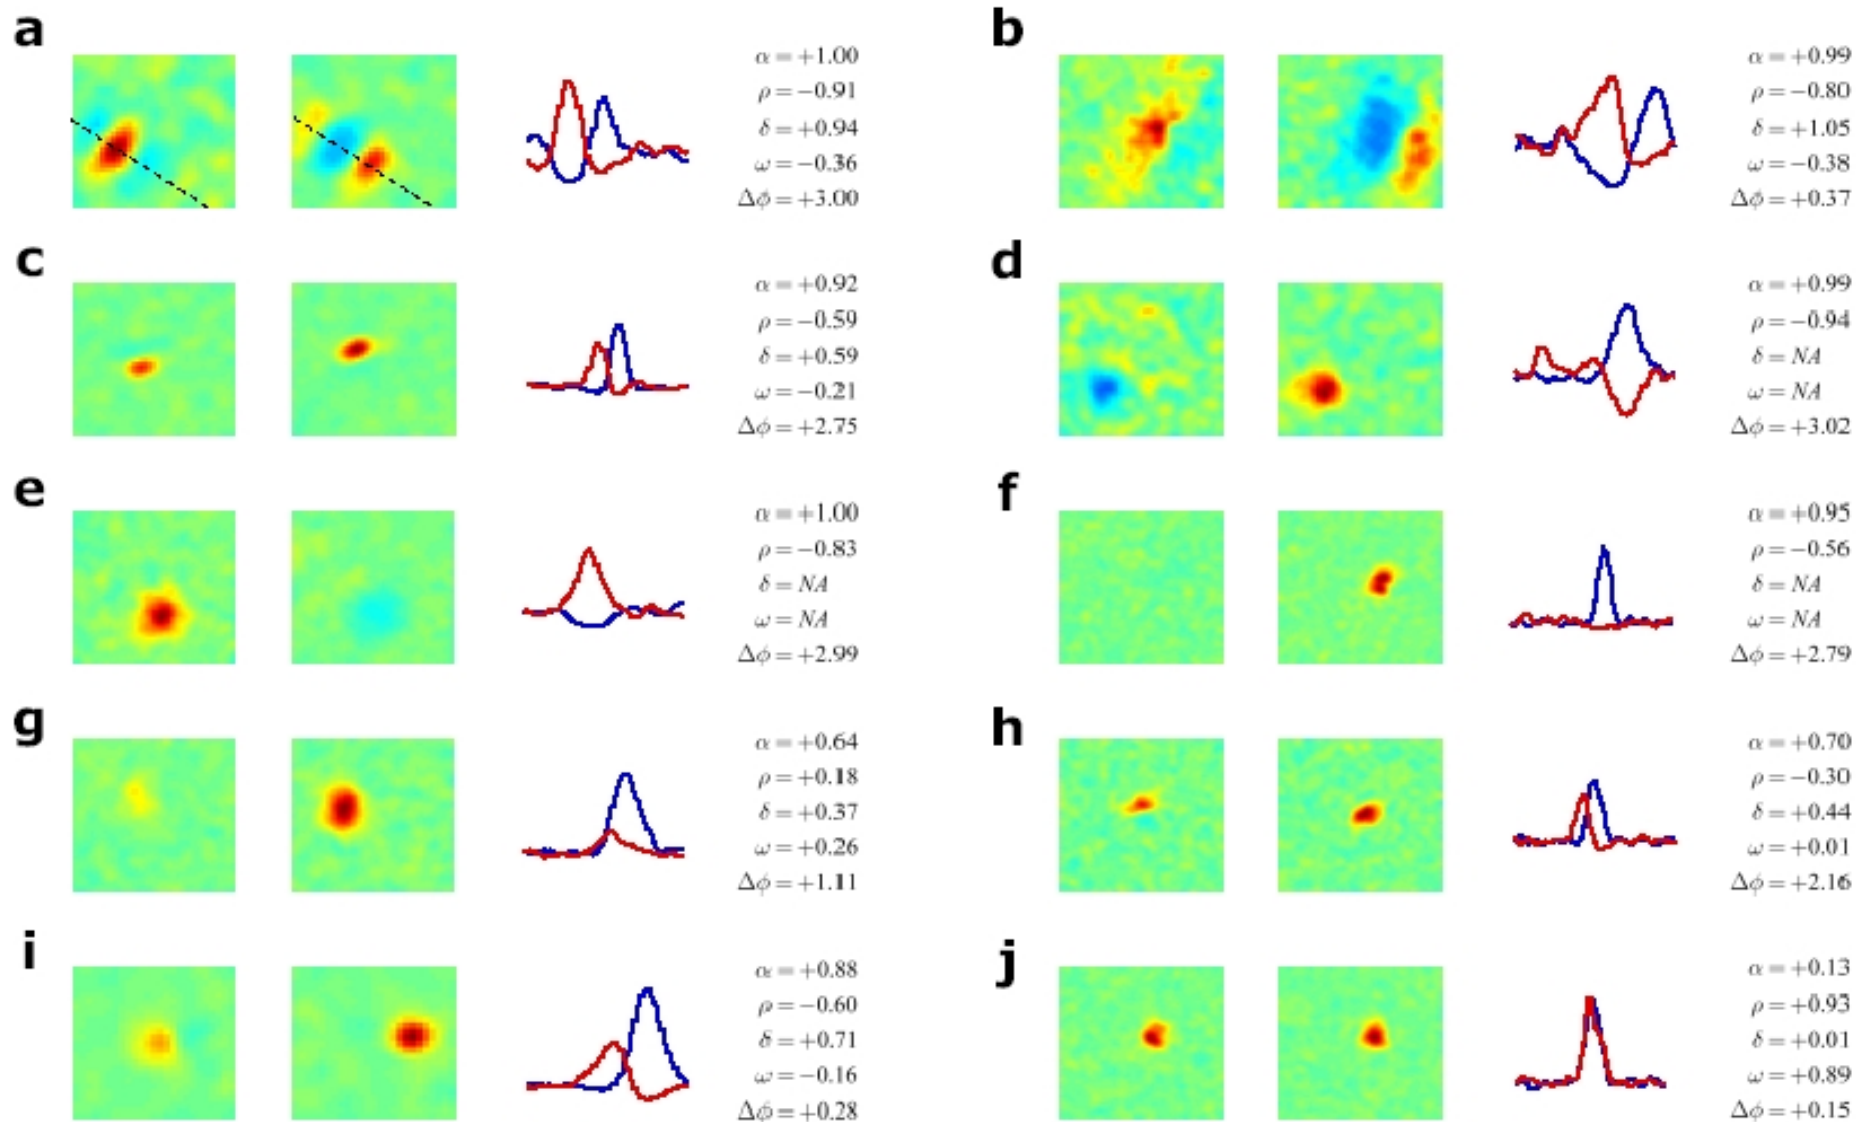 a
α = +1.00
ρ = −0.91
δ = +0.94
ω = −0.36
Δϕ = +3.00
b
α = +0.99
ρ = −0.80
δ = +1.05
ω = −0.38
Δϕ = +0.37
c
α = +0.92
ρ = −0.59
δ = +0.59
ω = −0.21
Δϕ = +2.75
d
α = +0.99
ρ = −0.94
δ = NA
ω = NA
Δϕ = +3.02
e
α = +1.00
ρ = −0.83
δ = NA
ω = NA
Δϕ = +2.99
f
α = +0.95
ρ = −0.56
δ = NA
ω = NA
Δϕ = +2.79
g
α = +0.64
ρ = +0.18
δ = +0.37
ω = +0.26
Δϕ = +1.11
h
α = +0.70
ρ = −0.30
δ = +0.44
ω = +0.01
Δϕ = +2.16
i
α = +0.88
ρ = −0.60
δ = +0.71
ω = −0.16
Δϕ = +0.28
j
α = +0.13
ρ = +0.93
δ = +0.01
ω = +0.89
Δϕ = +0.15